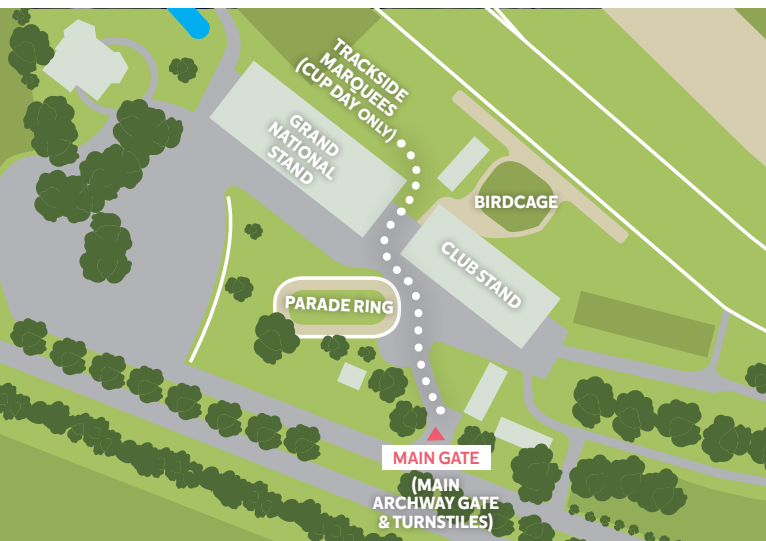 TRACKSIDE
MARQUEES
(CUP DAY ONLY)
GRAND
NATIONAL
STAND
BIRDCAGE
CLUB STAND
PARADE RING
MAIN GATE
(MAIN
ARCHWAY GATE
& TURNSTILES)